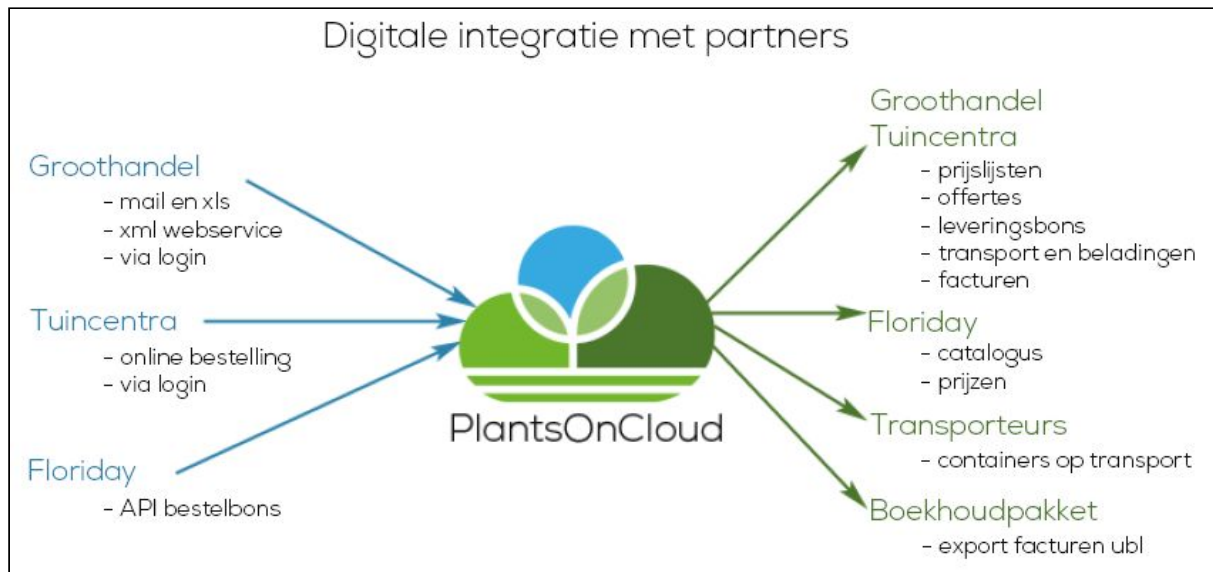 Digitale integratie met partners
Groothandel
- mail en xls
- xml webservice
- via login
Tuincentra
- online bestelling
- via login
Floriday
- API bestelbons
PlantsOnCloud
Groothandel
Tuincentra
- prijslijsten
- offertes
- leveringsbons
- transport en beladingen
- facturen
Floriday
- catalogus
- prijzen
Transporteurs
- containers op transport
Boekhoudpakket
- export facturen ubl